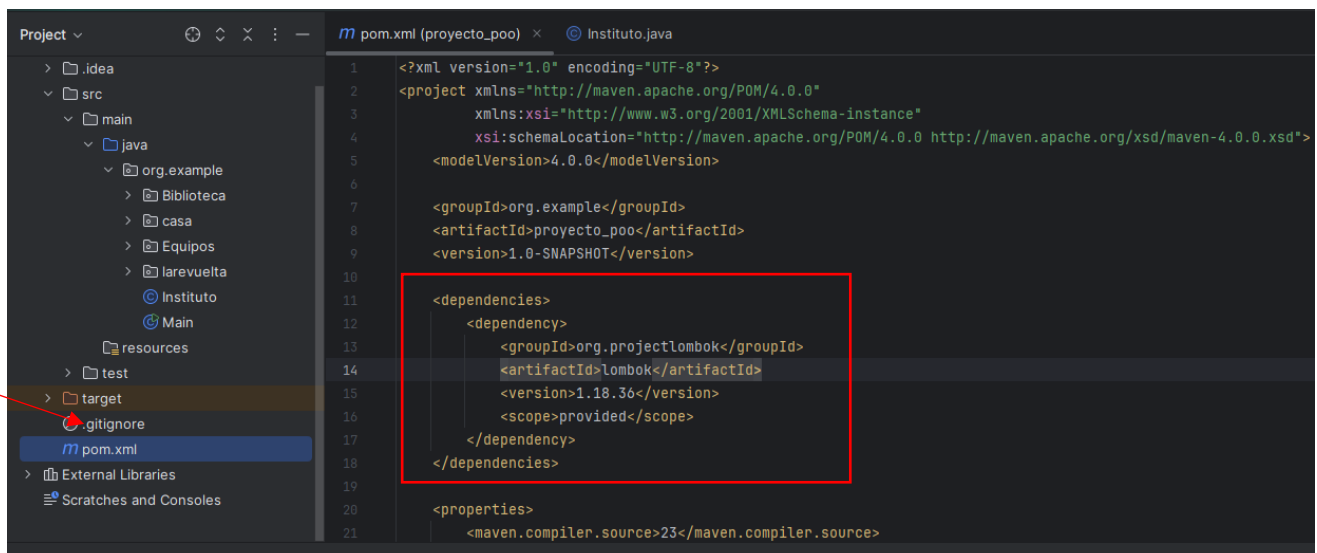 Project
.idea
src
main
java
org.example
Biblioteca
casa
Equipos
larevuelta
Instituto
Main
resources
test
target
.gitignore
pom.xml
External Libraries
Scratches and Consoles
pom.xml (proyecto_poo)
Instituto.java
1 <?xml version="1.0" encoding="UTF-8"?>
2 <project xmlns="http://maven.apache.org/POM/4.0.0"
3 xmlns:xsi="http://www.w3.org/2001/XMLSchema-instance"
4 xsi:schemaLocation="http://maven.apache.org/POM/4.0.0 http://maven.apache.org/xsd/maven-4.0.0.xsd">
5 <modelVersion>4.0.0</modelVersion>
6
7 <groupId>org.example</groupId>
8 <artifactId>proyecto_poo</artifactId>
9 <version>1.0-SNAPSHOT</version>
10
11 <dependencies>
12 <dependency>
13 <groupId>org.projectlombok</groupId>
14 <artifactId>lombok</artifactId>
15 <version>1.18.36</version>
16 <scope>provided</scope>
17 </dependency>
18 </dependencies>
19
20 <properties>
21 <maven.compiler.source>23</maven.compiler.source>